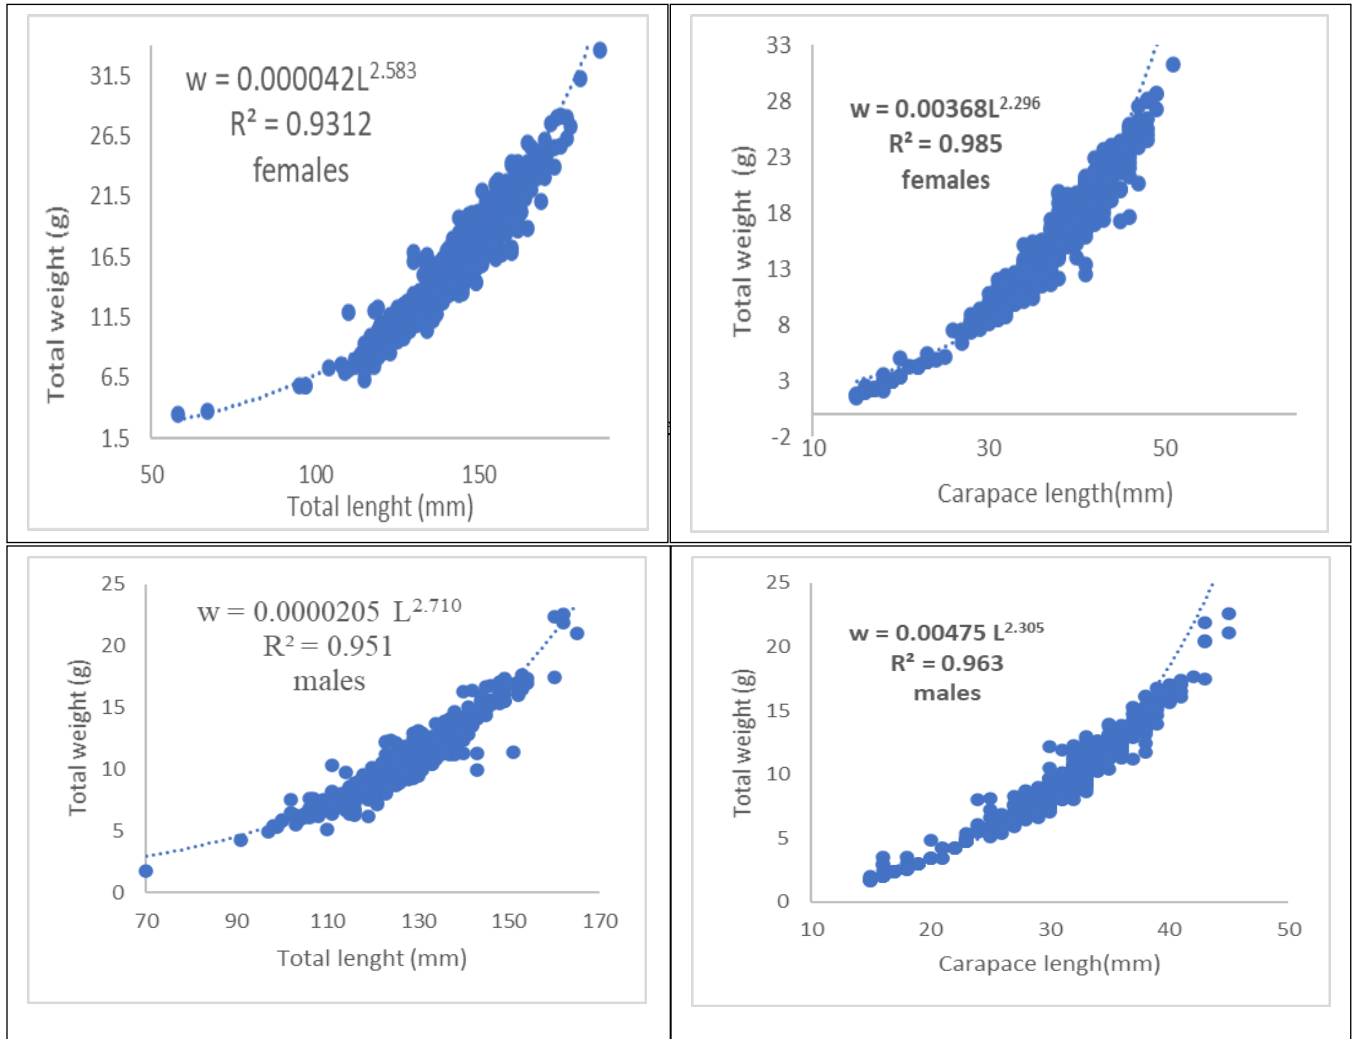 w = 0.000042L2.583
R² = 0.9312
females
Total weight (g)
31.5
26.5
21.5
16.5
11.5
6.5
1.5
50 100 150
Total lenght (mm)
w = 0.00368L2.296
R² = 0.985
females
Total weight (g)
33
28
23
18
13
8
3
-2
10 30 50
Carapace length(mm)
w = 0.0000205 L2.710
R² = 0.951
males
Total weight (g)
25
20
15
10
5
0
70 90 110 130 150 170
Total lenght (mm)
w = 0.00475 L2.305
R² = 0.963
males
Total weight (g)
25
20
15
10
5
0
10 20 30 40 50
Carapace lengh(mm)